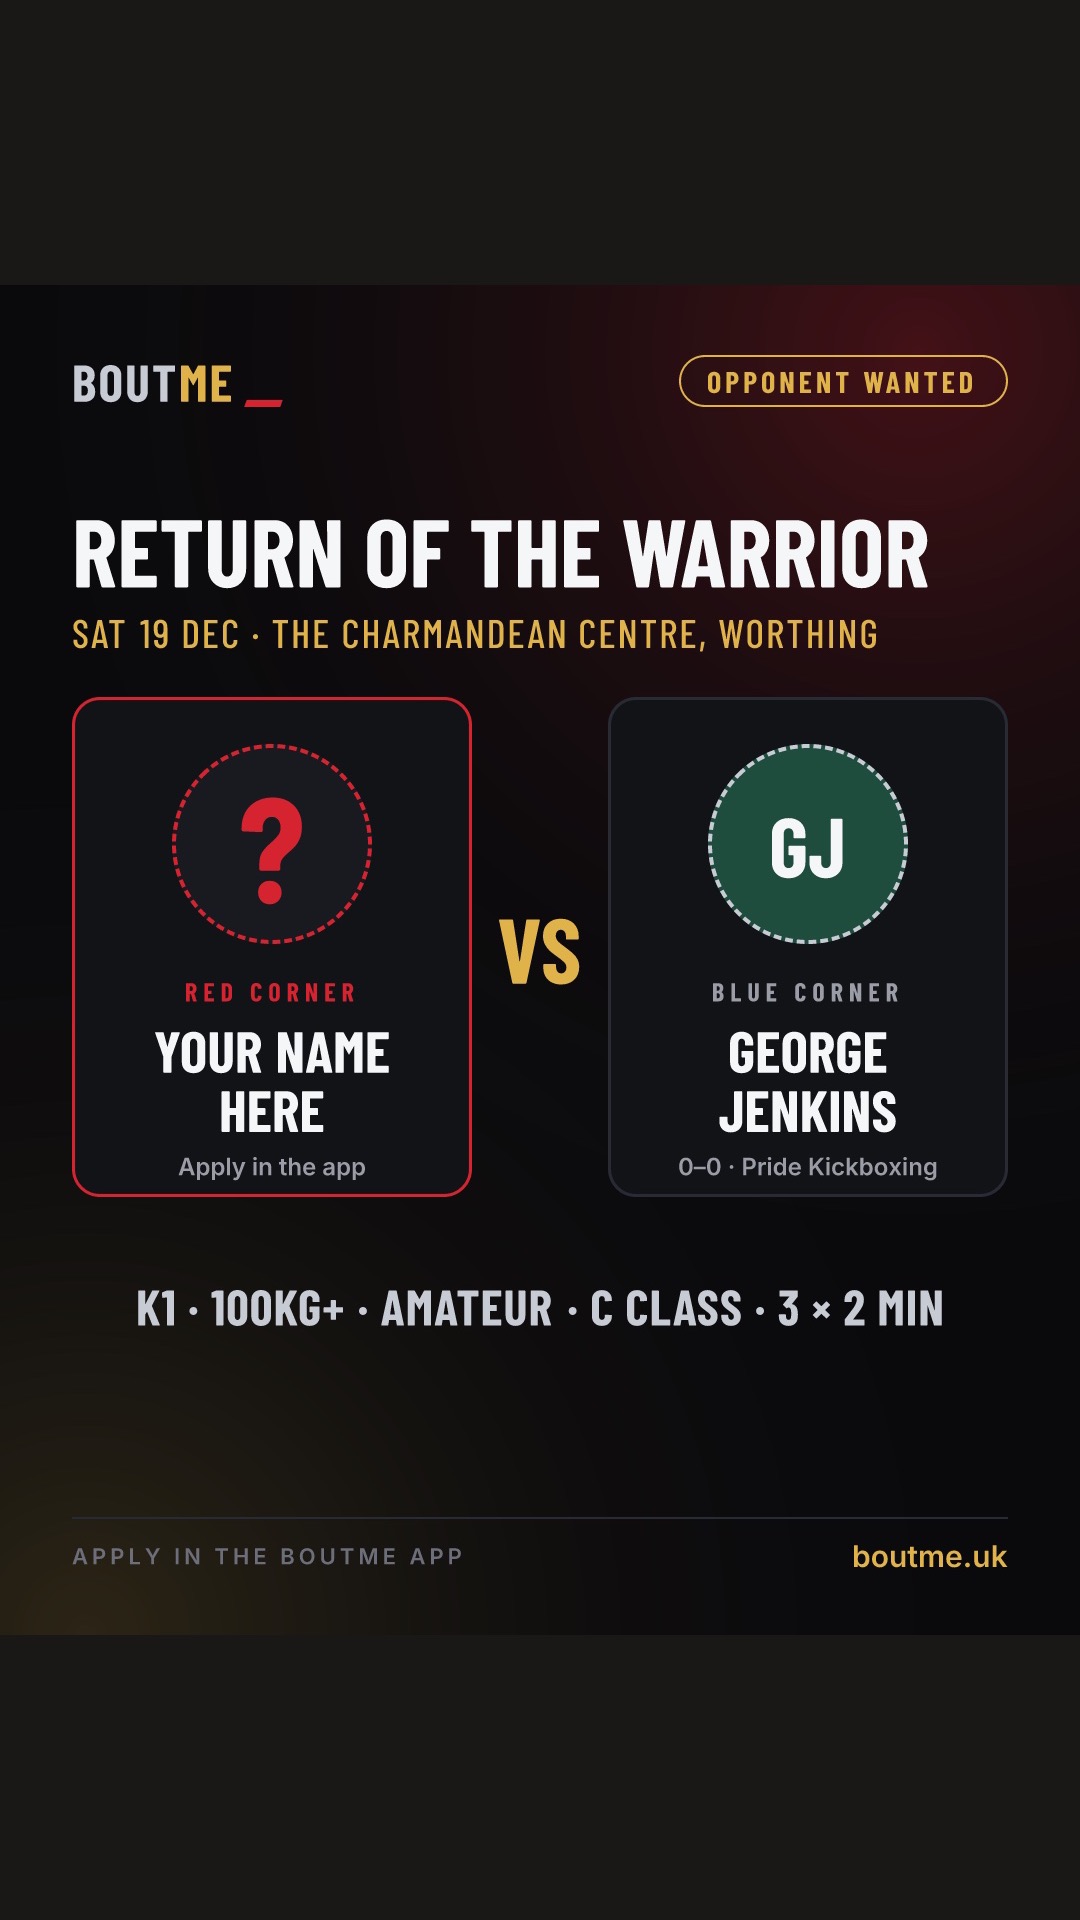 BOUTME
OPPONENT WANTED
RETURN OF THE WARRIOR
SAT 19 DEC · THE CHARMANDEAN CENTRE, WORTHING
?
RED CORNER
YOUR NAME
HERE
Apply in the app
VS
GJ
BLUE CORNER
GEORGE
JENKINS
0–0 · Pride Kickboxing
K1 · 100KG+ · AMATEUR · C CLASS · 3 × 2 MIN
APPLY IN THE BOUTME APP
boutme.uk